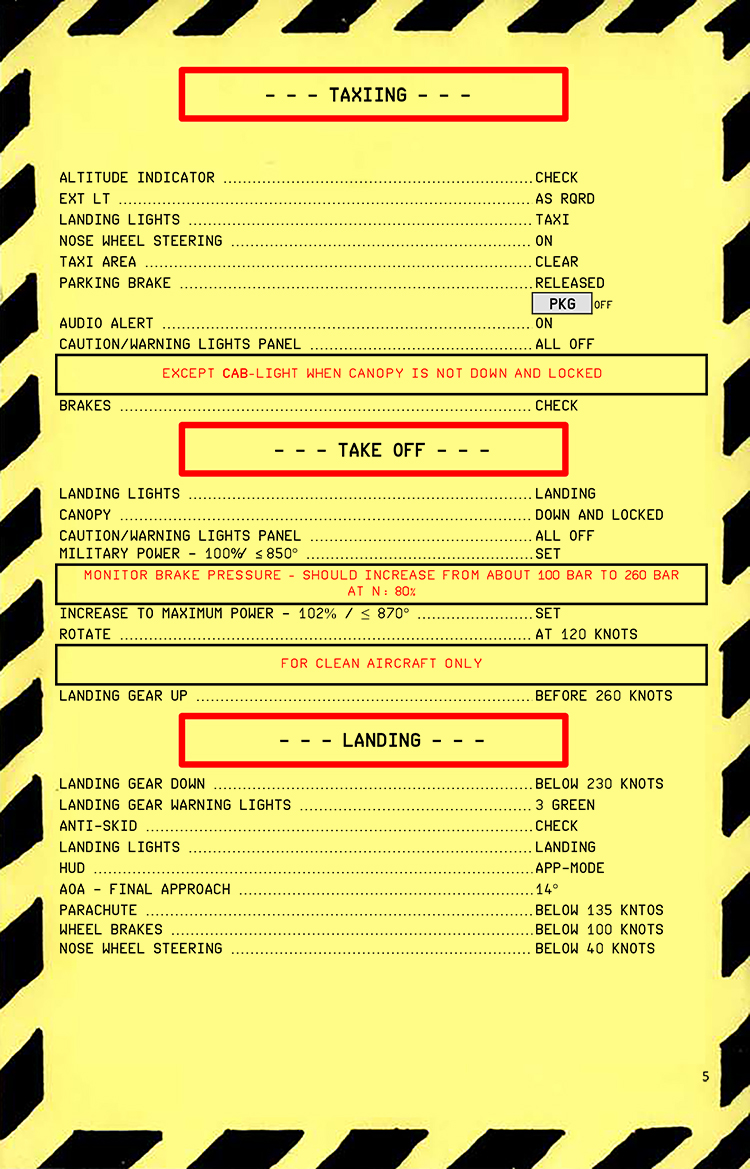 - - - TAXIING - - -
ALTITUDE INDICATOR ........ CHECK
EXT LT ........ AS RQRD
LANDING LIGHTS ........ TAXI
NOSE WHEEL STEERING ........ ON
TAXI AREA ........ CLEAR
PARKING BRAKE ........ RELEASED
PKG OFF
AUDIO ALERT ........ ON
CAUTION/WARNING LIGHTS PANEL ........ ALL OFF
EXCEPT CAB-LIGHT WHEN CANOPY IS NOT DOWN AND LOCKED
BRAKES ........ CHECK
- - - TAKE OFF - - -
LANDING LIGHTS ........ LANDING
CANOPY ........ DOWN AND LOCKED
CAUTION/WARNING LIGHTS PANEL ........ ALL OFF
MILITARY POWER - 100%/ ≤850° ........ SET
MONITOR BRAKE PRESSURE - SHOULD INCREASE FROM ABOUT 100 BAR TO 260 BAR
AT N: 80%
INCREASE TO MAXIMUM POWER - 102% / ≤ 870° ........ SET
ROTATE ........ AT 120 KNOTS
FOR CLEAN AIRCRAFT ONLY
LANDING GEAR UP ........ BEFORE 260 KNOTS
- - - LANDING - - -
LANDING GEAR DOWN ........ BELOW 230 KNOTS
LANDING GEAR WARNING LIGHTS ........ 3 GREEN
ANTI-SKID ........ CHECK
LANDING LIGHTS ........ LANDING
HUD ........ APP-MODE
AOA - FINAL APPROACH ........ 14°
PARACHUTE ........ BELOW 135 KNTOS
WHEEL BRAKES ........ BELOW 100 KNOTS
NOSE WHEEL STEERING ........ BELOW 40 KNOTS
5